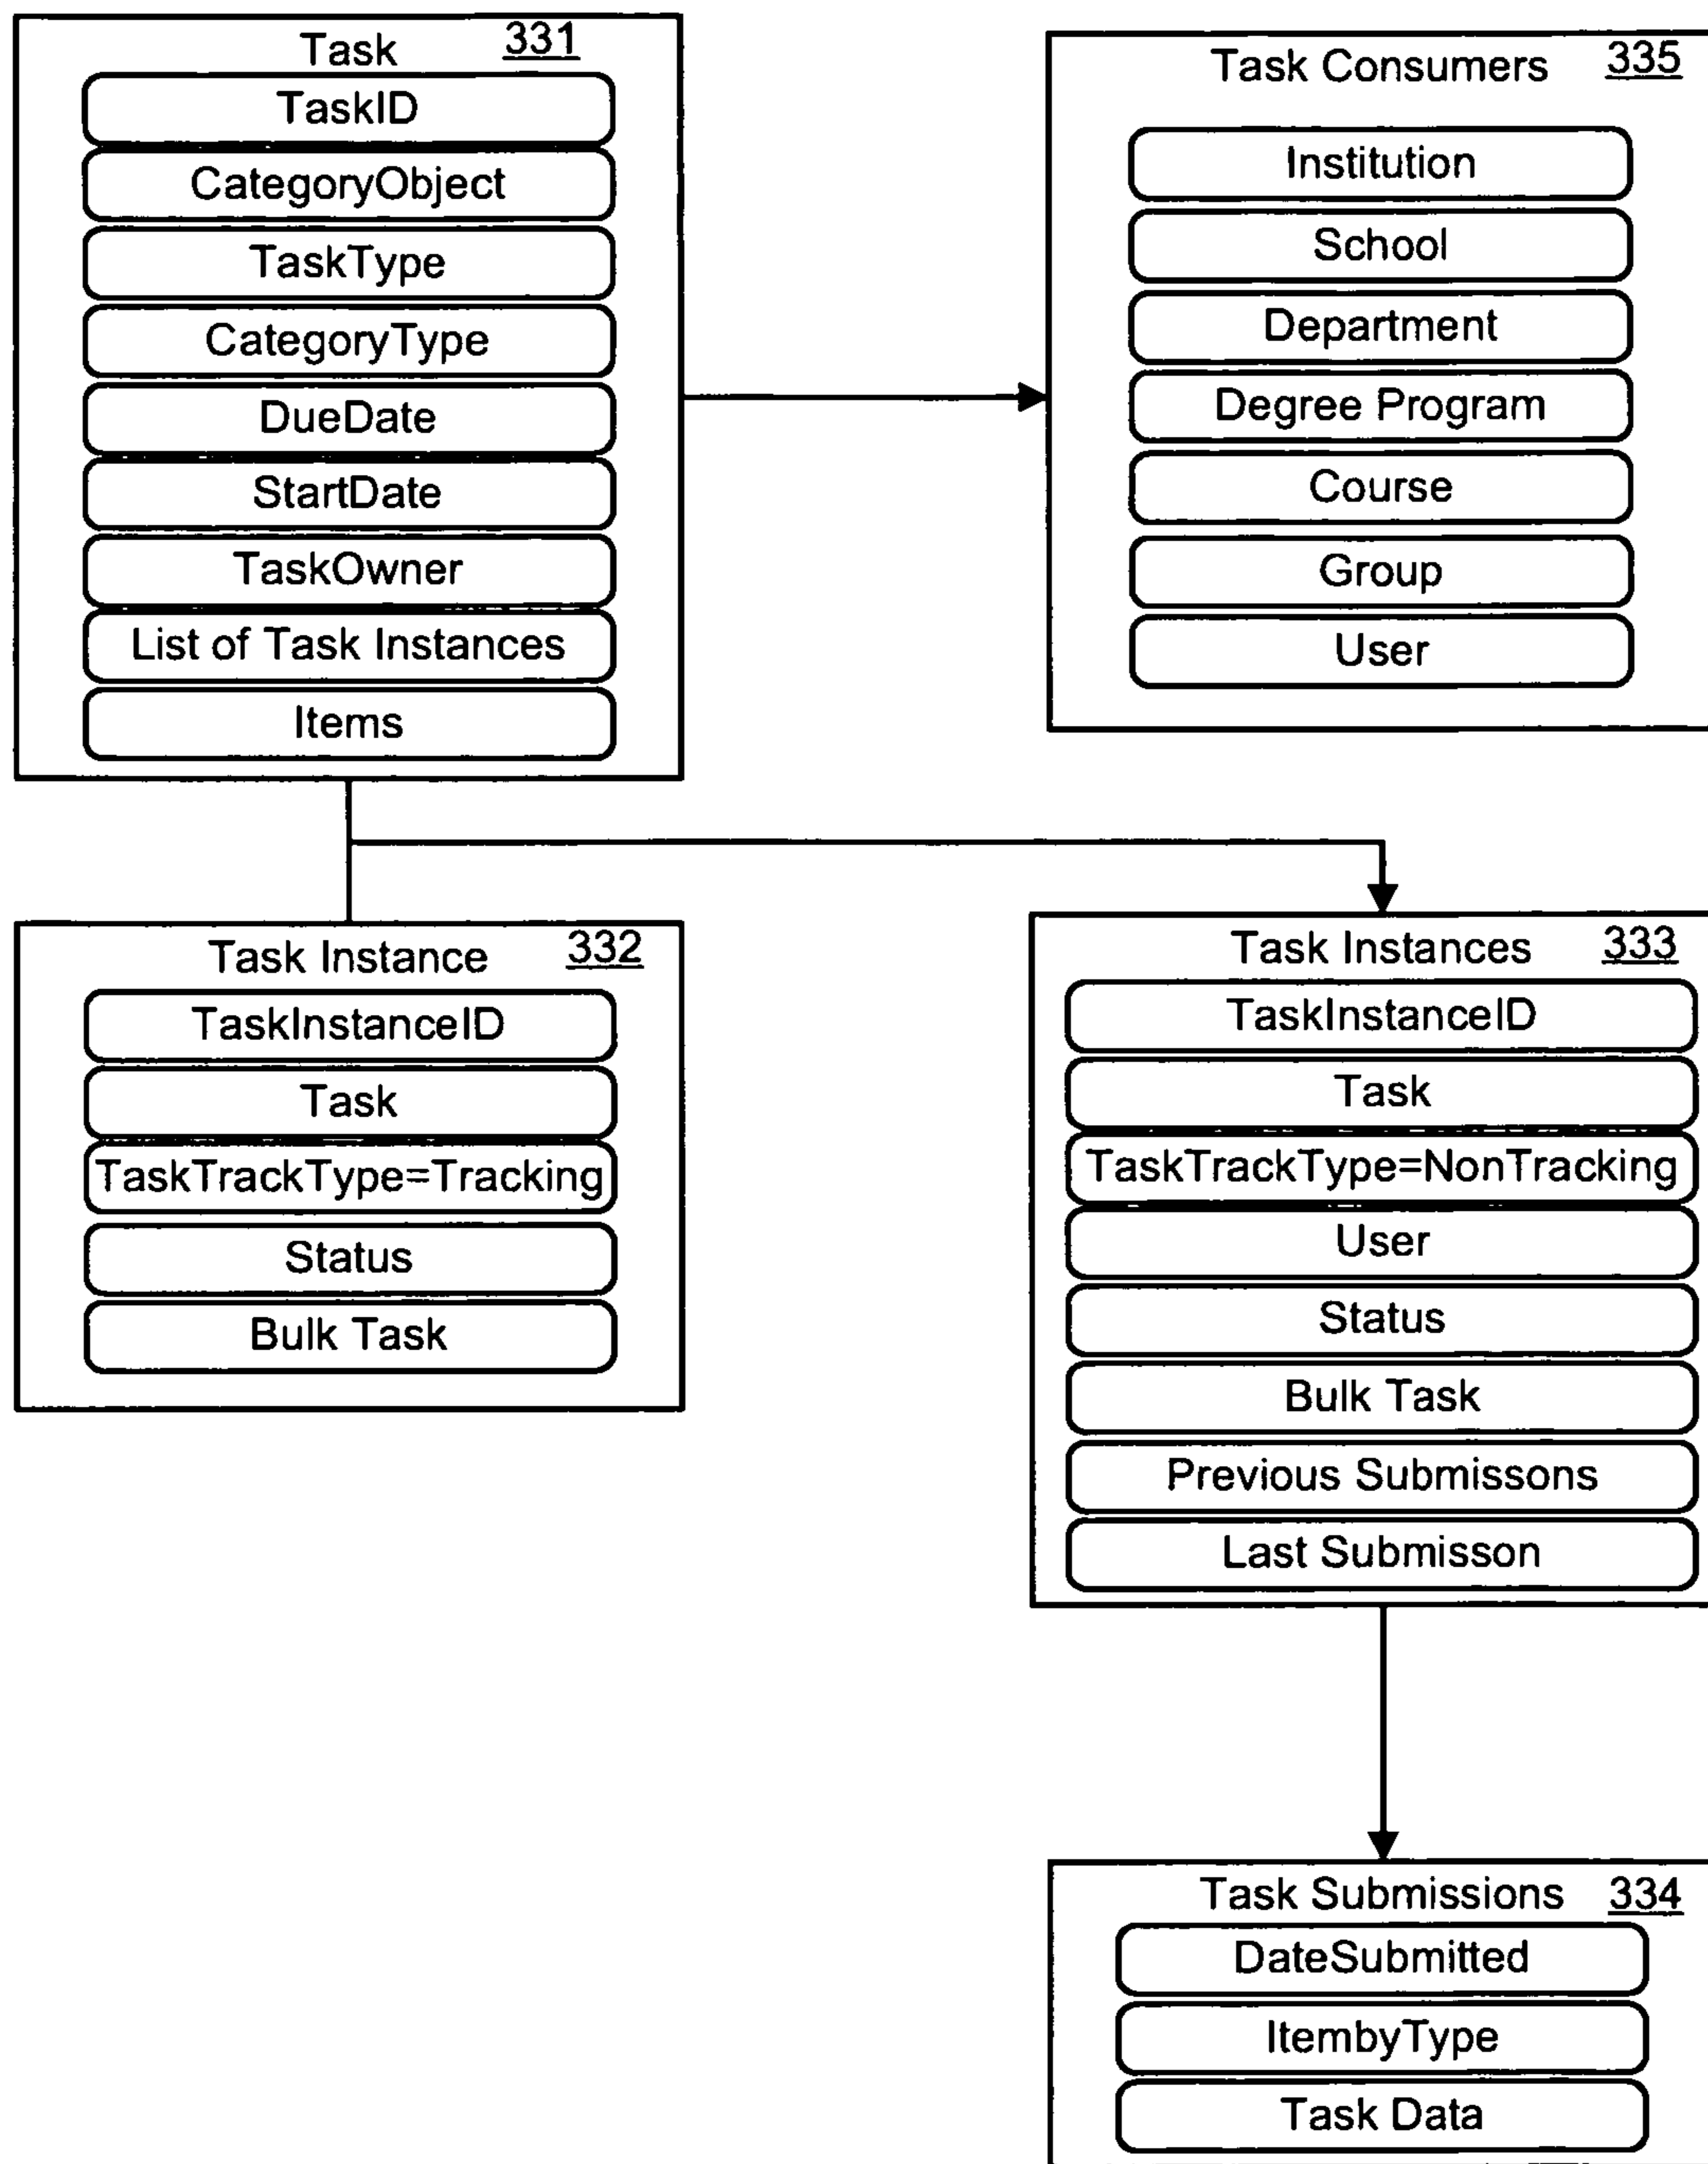 Task 331
TaskID
CategoryObject
TaskType
CategoryType
DueDate
StartDate
TaskOwner
List of Task Instances
Items
Task Consumers 335
Institution
School
Department
Degree Program
Course
Group
User
Task Instance 332
TaskInstanceID
Task
TaskTrackType=Tracking
Status
Bulk Task
Task Instances 333
TaskInstanceID
Task
TaskTrackType=NonTracking
User
Status
Bulk Task
Previous Submissons
Last Submisson
Task Submissions 334
DateSubmitted
ItembyType
Task Data